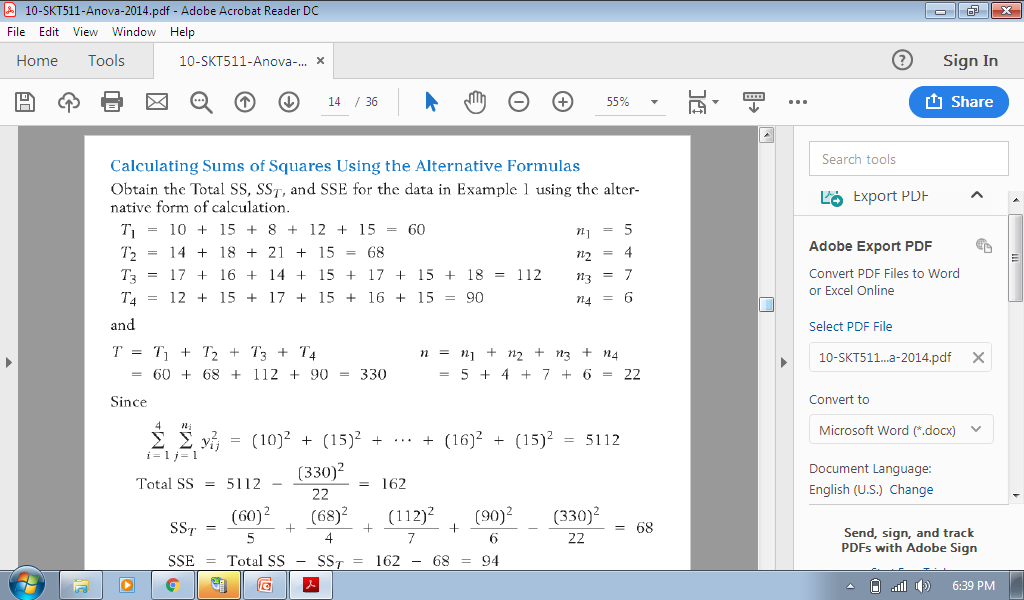 10-SKT511-Anova-2014.pdf - Adobe Acrobat Reader DC
File Edit View Window Help
Home Tools 10-SKT511-Anova-... × ? Sign In
14 / 36 55% Share
Calculating Sums of Squares Using the Alternative Formulas
Obtain the Total SS, SS_T, and SSE for the data in Example 1 using the alter-
native form of calculation.
T₁ = 10 + 15 + 8 + 12 + 15 = 60 n₁ = 5
T₂ = 14 + 18 + 21 + 15 = 68 n₂ = 4
T₃ = 17 + 16 + 14 + 15 + 17 + 15 + 18 = 112 n₃ = 7
T₄ = 12 + 15 + 17 + 15 + 16 + 15 = 90 n₄ = 6
and
T = T₁ + T₂ + T₃ + T₄ n = n₁ + n₂ + n₃ + n₄
= 60 + 68 + 112 + 90 = 330 = 5 + 4 + 7 + 6 = 22
Since
4 nᵢ
Σ Σ y²ᵢⱼ = (10)² + (15)² + ⋯ + (16)² + (15)² = 5112
i = 1 j = 1
Total SS = 5112 − (330)²/22 = 162
SS_T = (60)²/5 + (68)²/4 + (112)²/7 + (90)²/6 − (330)²/22 = 68
SSE = Total SS − SS_T = 162 − 68 = 94
Search tools
Export PDF
Adobe Export PDF
Convert PDF Files to Word
or Excel Online
Select PDF File
10-SKT511...a-2014.pdf
Convert to
Microsoft Word (*.docx)
Document Language:
English (U.S.) Change
Send, sign, and track
PDFs with Adobe Sign
6:39 PM